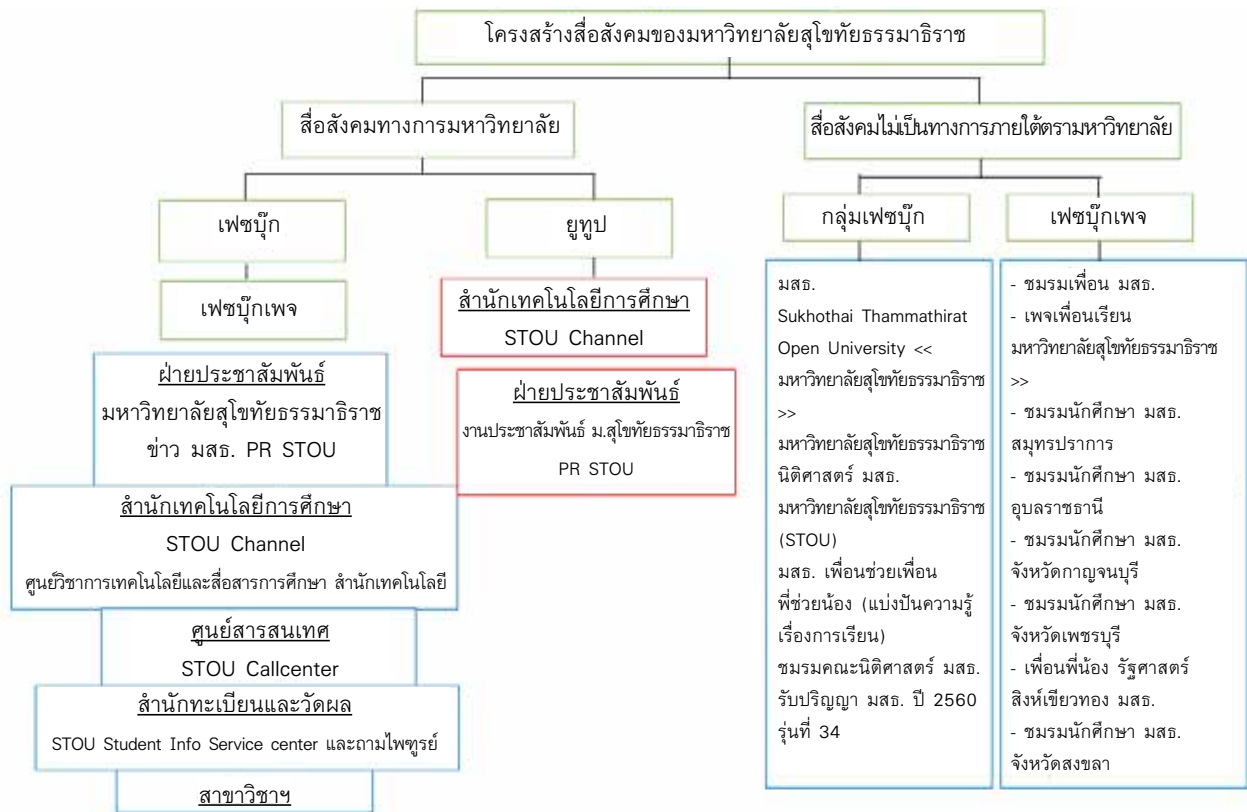 โครงสร้างสื่อสังคมของมหาวิทยาลัยสุโขทัยธรรมาธิราช
สื่อสังคมทางการมหาวิทยาลัย
สื่อสังคมไม่เป็นทางการภายใต้ตรามหาวิทยาลัย
เฟซบุ๊ก
ยูทูป
กลุ่มเฟซบุ๊ก
เฟซบุ๊กเพจ
เฟซบุ๊กเพจ
ฝ่ายประชาสัมพันธ์
มหาวิทยาลัยสุโขทัยธรรมาธิราช
ข่าว มสธ. PR STOU
สำนักเทคโนโลยีการศึกษา
STOU Channel
ศูนย์วิชาการเทคโนโลยีและสื่อสารการศึกษา สำนักเทคโนโลยี
ศูนย์สารสนเทศ
STOU Callcenter
สำนักทะเบียนและวัดผล
STOU Student Info Service center และถามไพฑูรย์
สาขาวิชาฯ
สำนักเทคโนโลยีการศึกษา
STOU Channel
ฝ่ายประชาสัมพันธ์
งานประชาสัมพันธ์ ม.สุโขทัยธรรมาธิราช
PR STOU
มสธ.
Sukhothai Thammathirat
Open University <<
มหาวิทยาลัยสุโขทัยธรรมาธิราช
>>
มหาวิทยาลัยสุโขทัยธรรมาธิราช
นิติศาสตร์ มสธ.
มหาวิทยาลัยสุโขทัยธรรมาธิราช
(STOU)
มสธ. เพื่อนช่วยเพื่อน
พี่ช่วยน้อง (แบ่งปันความรู้
เรื่องการเรียน)
ชมรมคณะนิติศาสตร์ มสธ.
รับปริญญา มสธ. ปี 2560
รุ่นที่ 34
- ชมรมเพื่อน มสธ.
- เพจเพื่อนเรียน
มหาวิทยาลัยสุโขทัยธรรมาธิราช
>>
- ชมรมนักศึกษา มสธ.
สมุทรปราการ
- ชมรมนักศึกษา มสธ.
อุบลราชธานี
- ชมรมนักศึกษา มสธ.
จังหวัดกาญจนบุรี
- ชมรมนักศึกษา มสธ.
จังหวัดเพชรบุรี
- เพื่อนพี่น้อง รัฐศาสตร์
สิงห์เขียวทอง มสธ.
- ชมรมนักศึกษา มสธ.
จังหวัดสงขลา